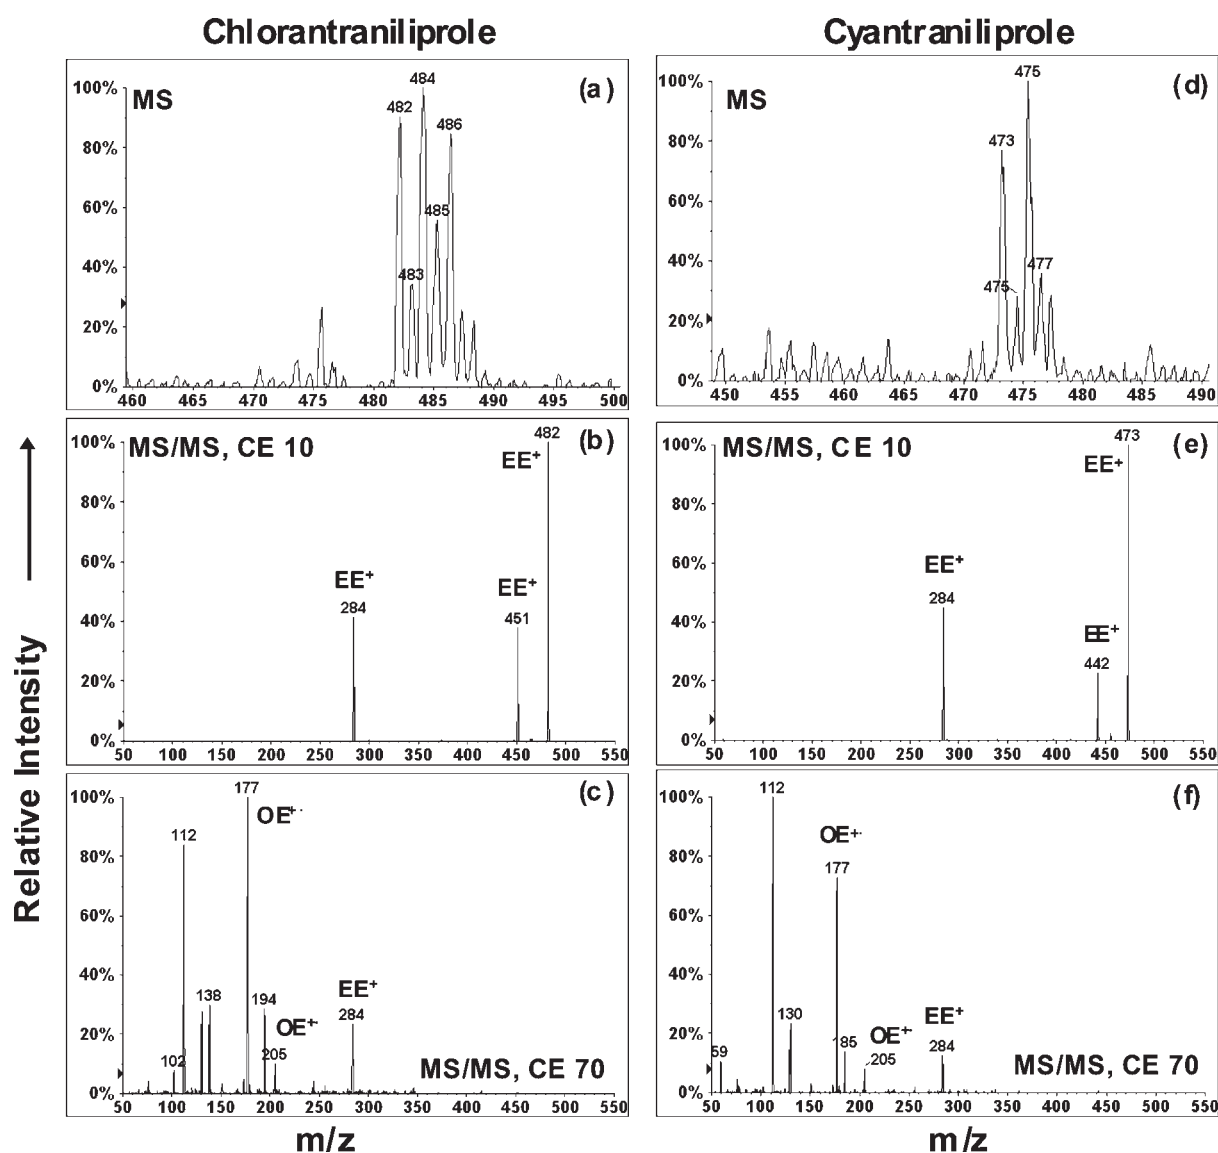 Chlorantraniliprole
Cyantraniliprole
Relative Intensity
MS
(a)
100%
80%
60%
40%
20%
0%
482
483
484
485
486
460 465 470 475 480 485 490 495 500
MS/MS, CE 10
(b)
100%
80%
60%
40%
20%
0%
EE+
284
EE+
451
482
EE+
50 100 150 200 250 300 350 400 450 500 550
(c)
100%
80%
60%
40%
20%
0%
102
112
138
177
OE+·
194
OE+·
205
EE+
284
MS/MS, CE 70
50 100 150 200 250 300 350 400 450 500 550
m/z
MS
(d)
100%
80%
60%
40%
20%
0%
473
475
475
477
450 455 460 465 470 475 480 485 490
MS/MS, CE 10
(e)
100%
80%
60%
40%
20%
0%
EE+
284
EE+
442
473
EE+
50 100 150 200 250 300 350 400 450 500 550
(f)
100%
80%
60%
40%
20%
0%
59
112
130
OE+·
177
185
OE+·
205
EE+
284
MS/MS, CE 70
50 100 150 200 250 300 350 400 450 500 550
m/z